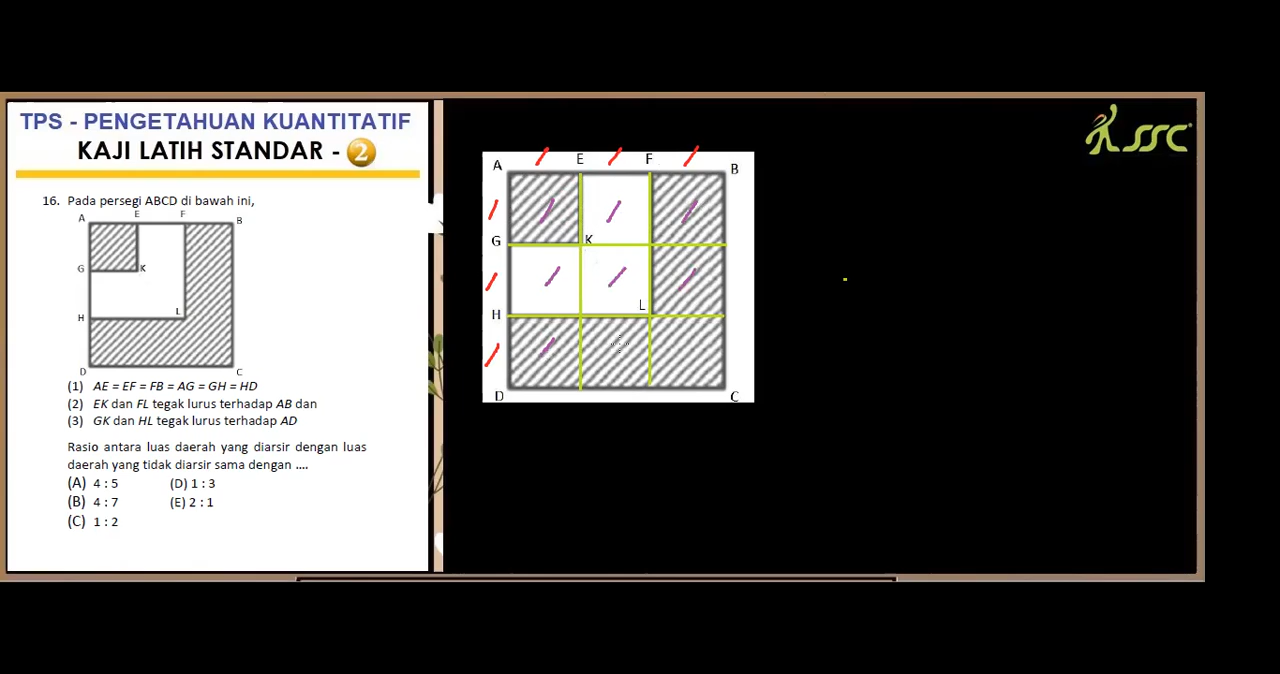 TPS - PENGETAHUAN KUANTITATIF
KAJI LATIH STANDAR - 2
16. Pada persegi ABCD di bawah ini,
A E F B
G K
H L
D C
(1) AE = EF = FB = AG = GH = HD
(2) EK dan FL tegak lurus terhadap AB dan
(3) GK dan HL tegak lurus terhadap AD
Rasio antara luas daerah yang diarsir dengan luas
daerah yang tidak diarsir sama dengan ....
(A) 4 : 5 (D) 1 : 3
(B) 4 : 7 (E) 2 : 1
(C) 1 : 2
A E F B
G K
H L
D C
SSC